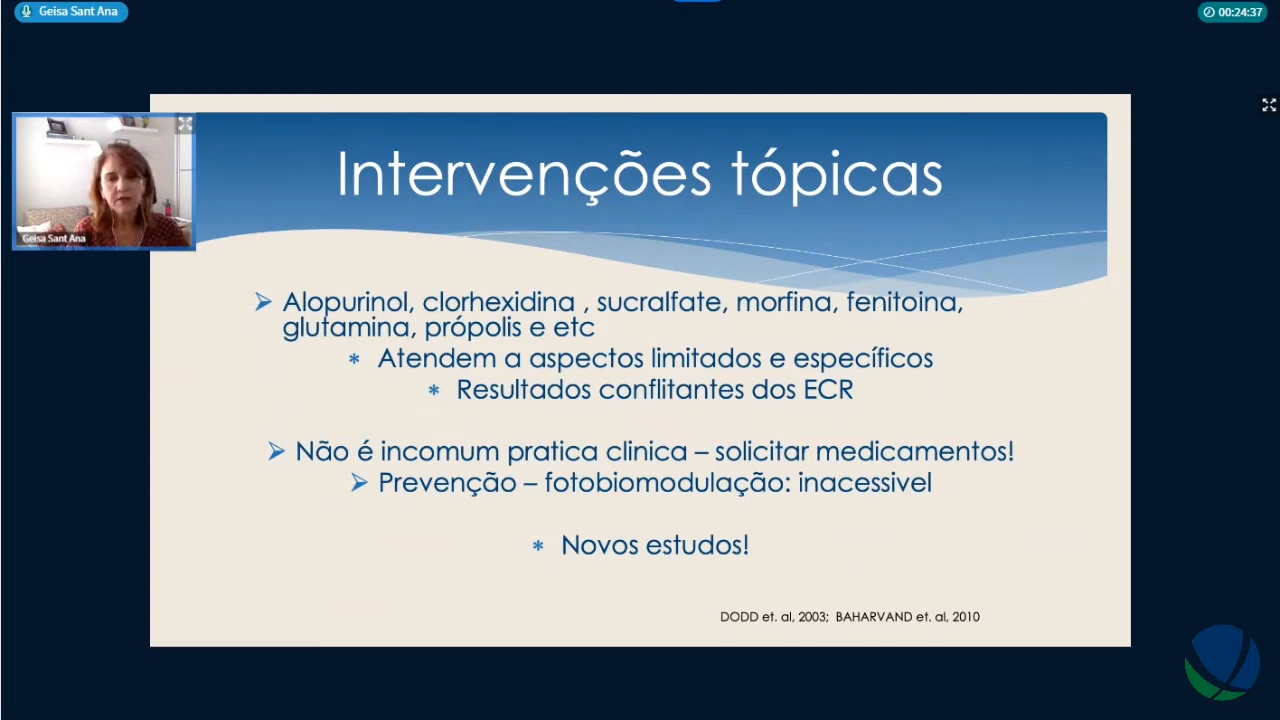 Geisa Sant Ana
00:24:37
Geisa Sant Ana
Intervenções tópicas
Alopurinol, clorhexidina , sucralfate, morfina, fenitoina,
glutamina, própolis e etc
* Atendem a aspectos limitados e específicos
* Resultados conflitantes dos ECR
Não é incomum pratica clinica – solicitar medicamentos!
Prevenção – fotobiomodulação: inacessivel
* Novos estudos!
DODD et. al, 2003; BAHARVAND et. al, 2010